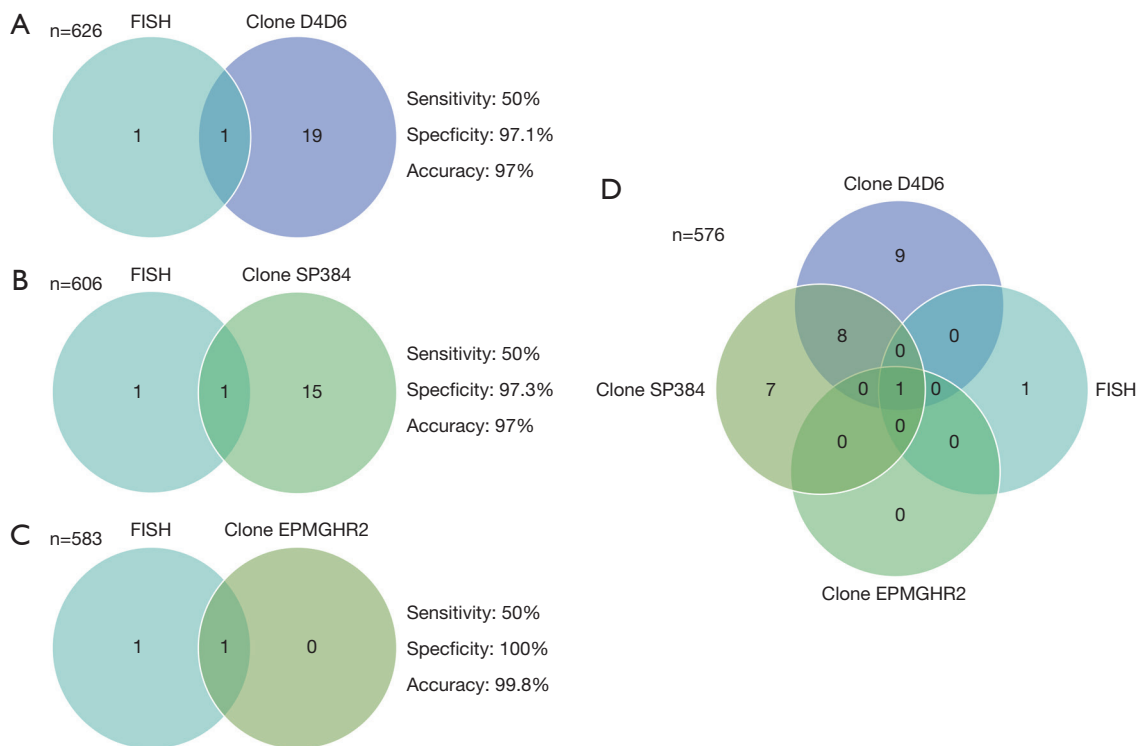 A
n=626
FISH
Clone D4D6
1
1
19
Sensitivity: 50%
Specficity: 97.1%
Accuracy: 97%
B
n=606
FISH
Clone SP384
1
1
15
Sensitivity: 50%
Specficity: 97.3%
Accuracy: 97%
C
n=583
FISH
Clone EPMGHR2
1
1
0
Sensitivity: 50%
Specficity: 100%
Accuracy: 99.8%
D
Clone D4D6
n=576
9
8
0
0
Clone SP384
7
0
1
0
1
FISH
0
0
0
0
Clone EPMGHR2